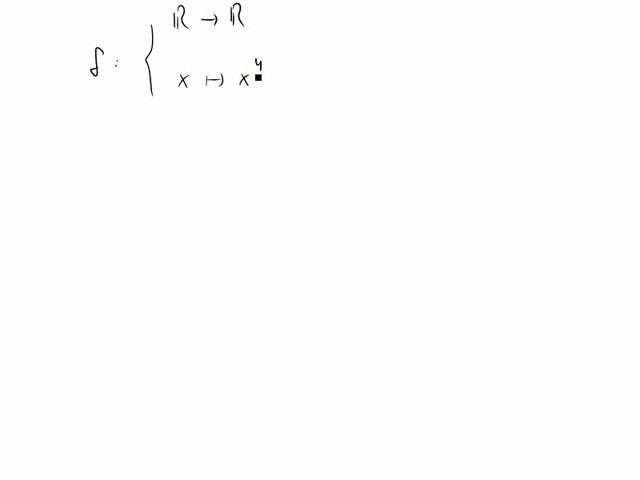 ℝ → ℝ
f :
x ↦ x⁴